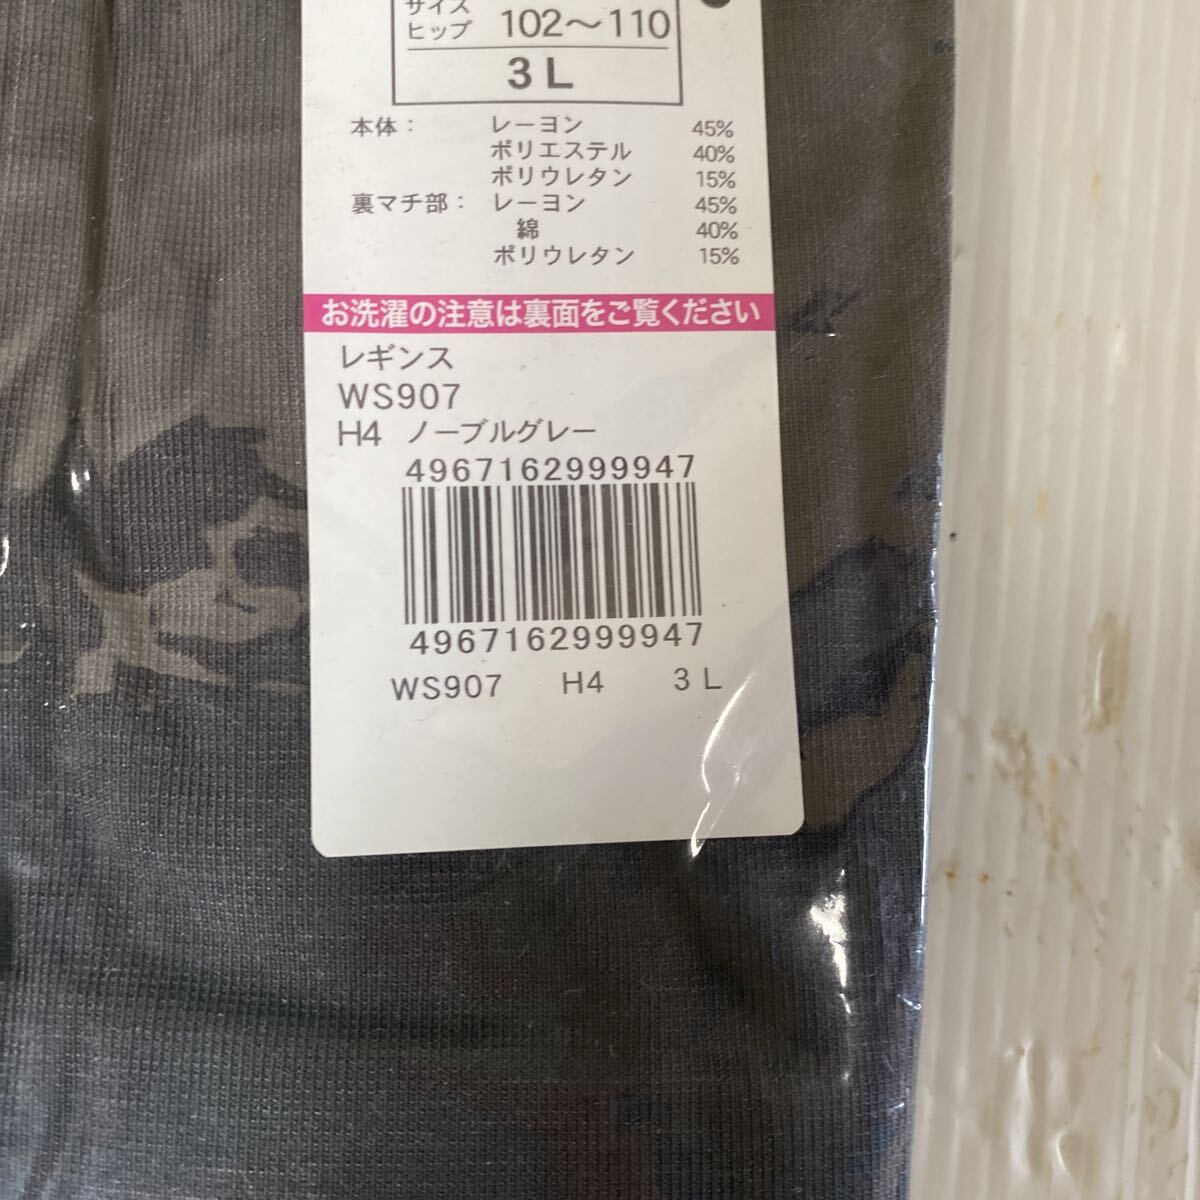 サイズ
ヒップ 102〜110
3L
本体： レーヨン 45%
ポリエステル 40%
ポリウレタン 15%
裏マチ部： レーヨン 45%
綿 40%
ポリウレタン 15%
お洗濯の注意は裏面をご覧ください
レギンス
WS907
H4 ノーブルグレー
4967162999947
4967162999947
WS907 H4 3L